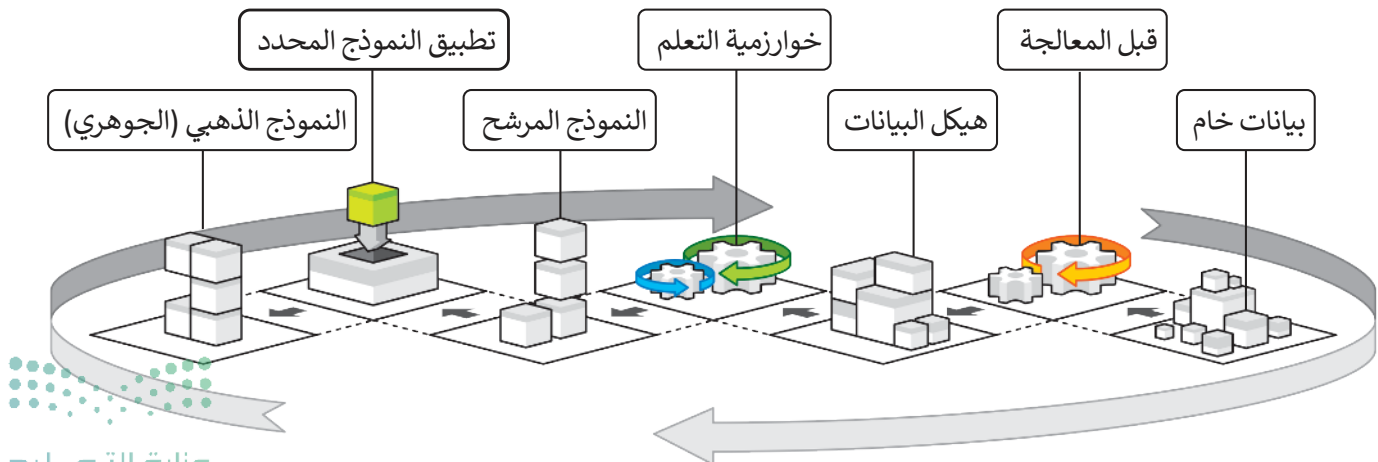 بيانات خام
قبل المعالجة
هيكل البيانات
خوارزمية التعلم
النموذج المرشح
تطبيق النموذج المحدد
النموذج الذهبي (الجوهري)